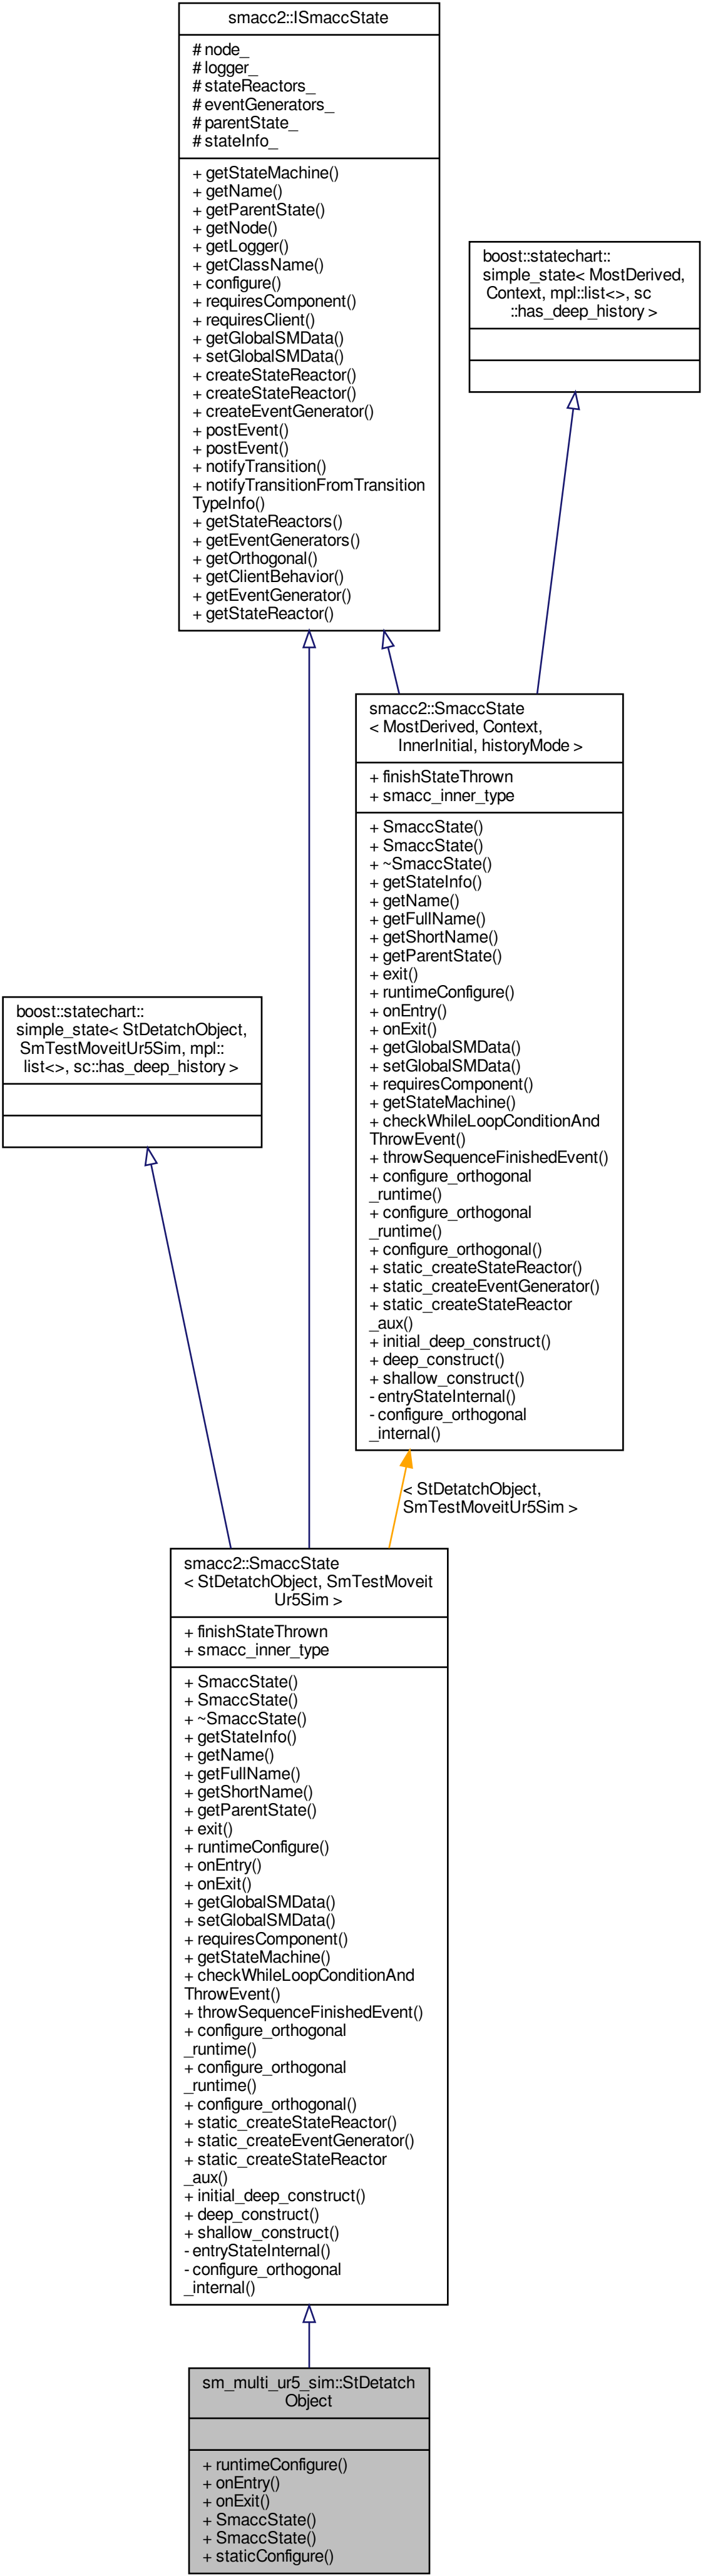 smacc2::ISmaccState
# node_
# logger_
# stateReactors_
# eventGenerators_
# parentState_
# stateInfo_
+ getStateMachine()
+ getName()
+ getParentState()
+ getNode()
+ getLogger()
+ getClassName()
+ configure()
+ requiresComponent()
+ requiresClient()
+ getGlobalSMData()
+ setGlobalSMData()
+ createStateReactor()
+ createStateReactor()
+ createEventGenerator()
+ postEvent()
+ postEvent()
+ notifyTransition()
+ notifyTransitionFromTransition
TypeInfo()
+ getStateReactors()
+ getEventGenerators()
+ getOrthogonal()
+ getClientBehavior()
+ getEventGenerator()
+ getStateReactor()
boost::statechart::
simple_state< MostDerived,
Context, mpl::list<>, sc
::has_deep_history >
smacc2::SmaccState
< MostDerived, Context,
InnerInitial, historyMode >
+ finishStateThrown
+ smacc_inner_type
+ SmaccState()
+ SmaccState()
+ ~SmaccState()
+ getStateInfo()
+ getName()
+ getFullName()
+ getShortName()
+ getParentState()
+ exit()
+ runtimeConfigure()
+ onEntry()
+ onExit()
+ getGlobalSMData()
+ setGlobalSMData()
+ requiresComponent()
+ getStateMachine()
+ checkWhileLoopConditionAnd
ThrowEvent()
+ throwSequenceFinishedEvent()
+ configure_orthogonal
_runtime()
+ configure_orthogonal
_runtime()
+ configure_orthogonal()
+ static_createStateReactor()
+ static_createEventGenerator()
+ static_createStateReactor
_aux()
+ initial_deep_construct()
+ deep_construct()
+ shallow_construct()
- entryStateInternal()
- configure_orthogonal
_internal()
boost::statechart::
simple_state< StDetatchObject,
SmTestMoveitUr5Sim, mpl::
list<>, sc::has_deep_history >
< StDetatchObject,
SmTestMoveitUr5Sim >
smacc2::SmaccState
< StDetatchObject, SmTestMoveit
Ur5Sim >
+ finishStateThrown
+ smacc_inner_type
+ SmaccState()
+ SmaccState()
+ ~SmaccState()
+ getStateInfo()
+ getName()
+ getFullName()
+ getShortName()
+ getParentState()
+ exit()
+ runtimeConfigure()
+ onEntry()
+ onExit()
+ getGlobalSMData()
+ setGlobalSMData()
+ requiresComponent()
+ getStateMachine()
+ checkWhileLoopConditionAnd
ThrowEvent()
+ throwSequenceFinishedEvent()
+ configure_orthogonal
_runtime()
+ configure_orthogonal
_runtime()
+ configure_orthogonal()
+ static_createStateReactor()
+ static_createEventGenerator()
+ static_createStateReactor
_aux()
+ initial_deep_construct()
+ deep_construct()
+ shallow_construct()
- entryStateInternal()
- configure_orthogonal
_internal()
sm_multi_ur5_sim::StDetatch
Object
+ runtimeConfigure()
+ onEntry()
+ onExit()
+ SmaccState()
+ SmaccState()
+ staticConfigure()